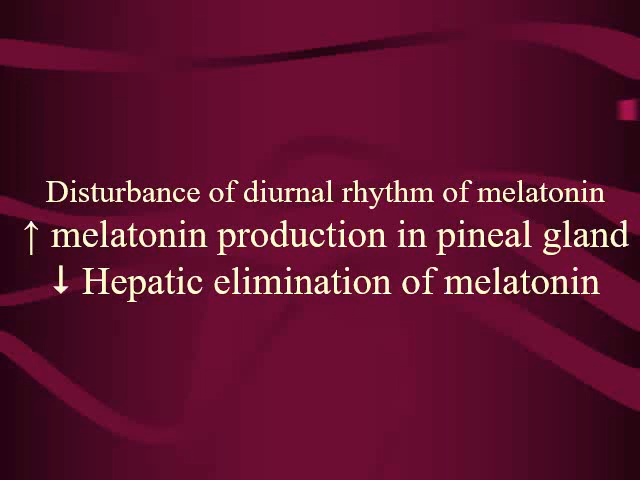 Disturbance of diurnal rhythm of melatonin
↑ melatonin production in pineal gland
↓ Hepatic elimination of melatonin